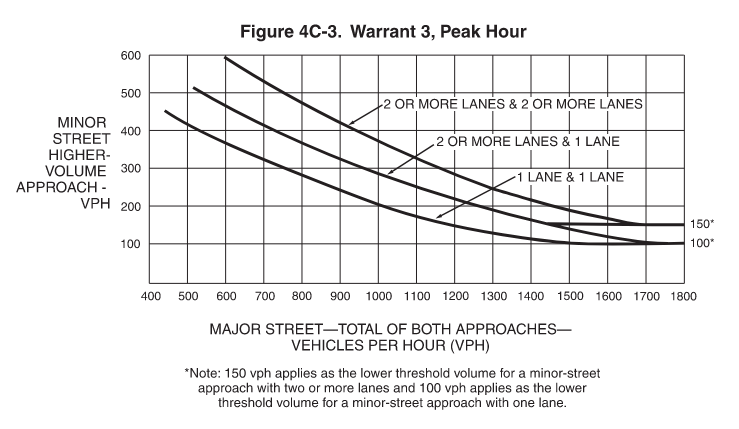 Figure 4C-3. Warrant 3, Peak Hour
600
500
400
300
200
100
MINOR
STREET
HIGHER-
VOLUME
APPROACH -
VPH
2 OR MORE LANES & 2 OR MORE LANES
2 OR MORE LANES & 1 LANE
1 LANE & 1 LANE
150*
100*
400 500 600 700 800 900 1000 1100 1200 1300 1400 1500 1600 1700 1800
MAJOR STREET—TOTAL OF BOTH APPROACHES—
VEHICLES PER HOUR (VPH)
*Note: 150 vph applies as the lower threshold volume for a minor-street
approach with two or more lanes and 100 vph applies as the lower
threshold volume for a minor-street approach with one lane.